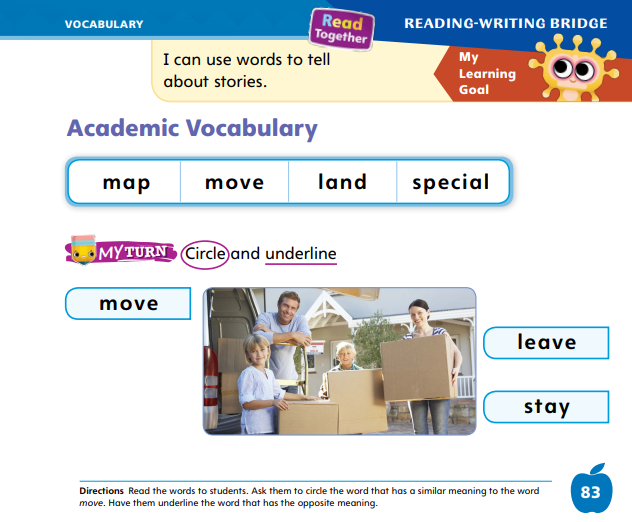 VOCABULARY
Read
Together
READING-WRITING BRIDGE
I can use words to tell
about stories.
My
Learning
Goal
Academic Vocabulary
map move land special
MY TURN Circle and underline
move
leave
stay
Directions Read the words to students. Ask them to circle the word that has a similar meaning to the word
move. Have them underline the word that has the opposite meaning.
83